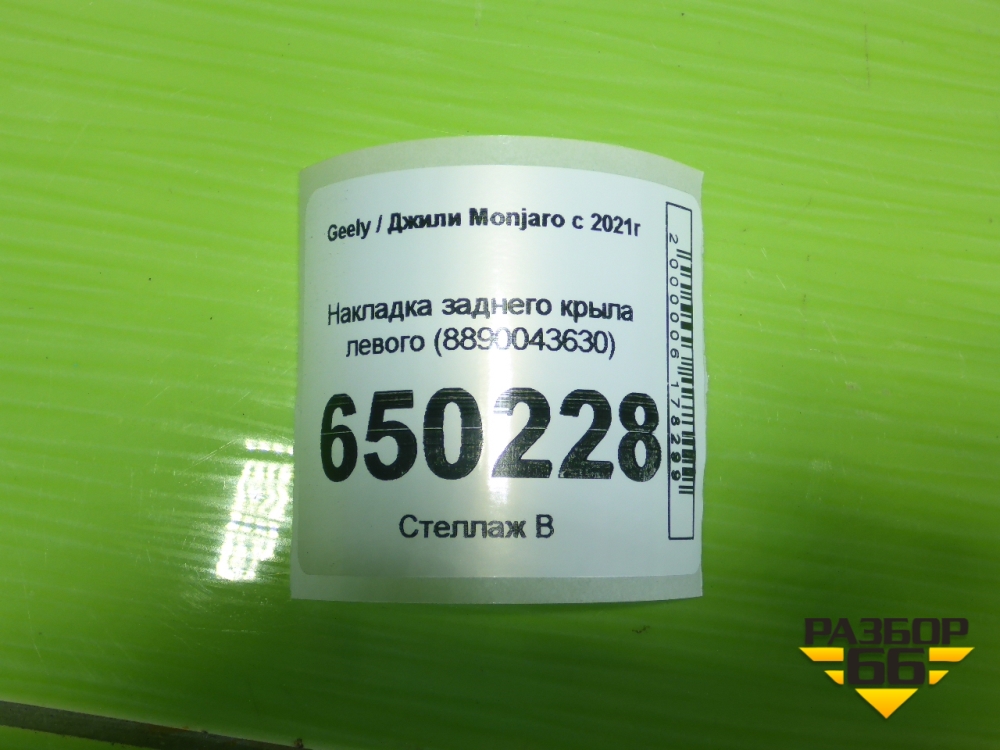 Geely / Джили Monjaro с 2021г
Накладка заднего крыла
левого (8890043630)
650228
Стеллаж В
2000006178299
РАЗБОР
66